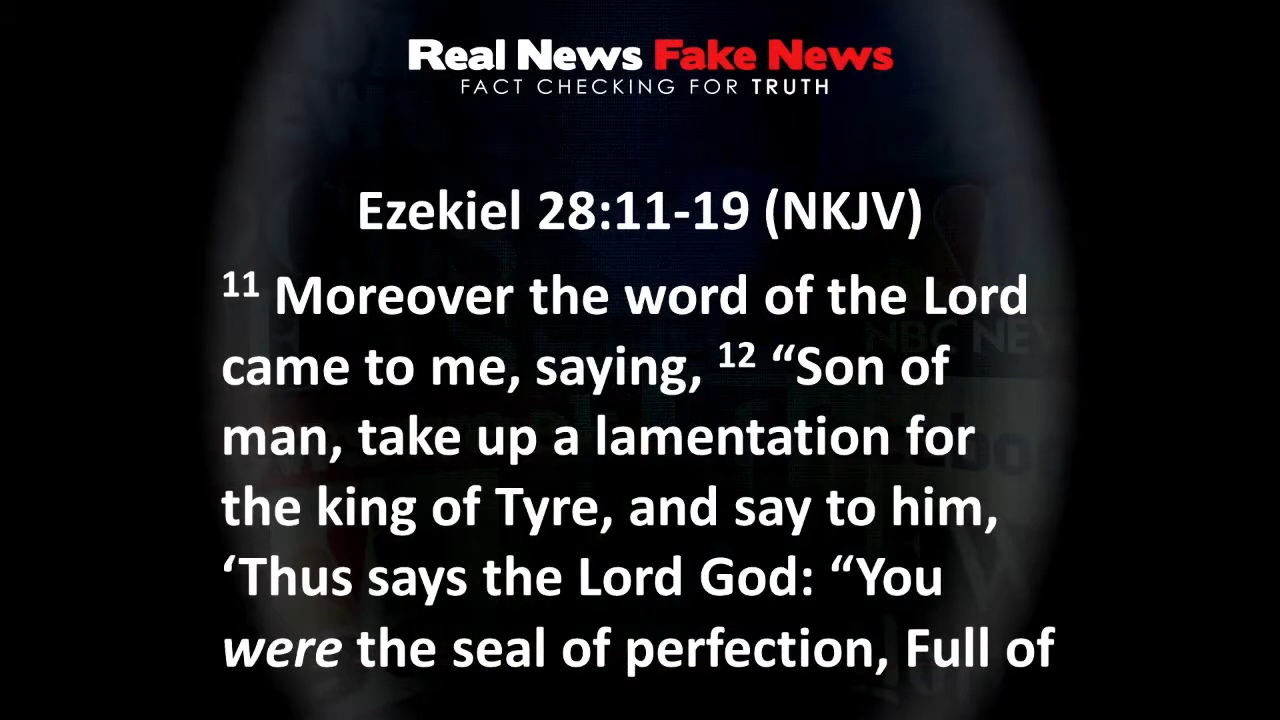 Real News Fake News
FACT CHECKING FOR TRUTH
Ezekiel 28:11-19 (NKJV)
11 Moreover the word of the Lord
came to me, saying, 12 “Son of
man, take up a lamentation for
the king of Tyre, and say to him,
‘Thus says the Lord God: “You
were the seal of perfection, Full of
NBC NEWS